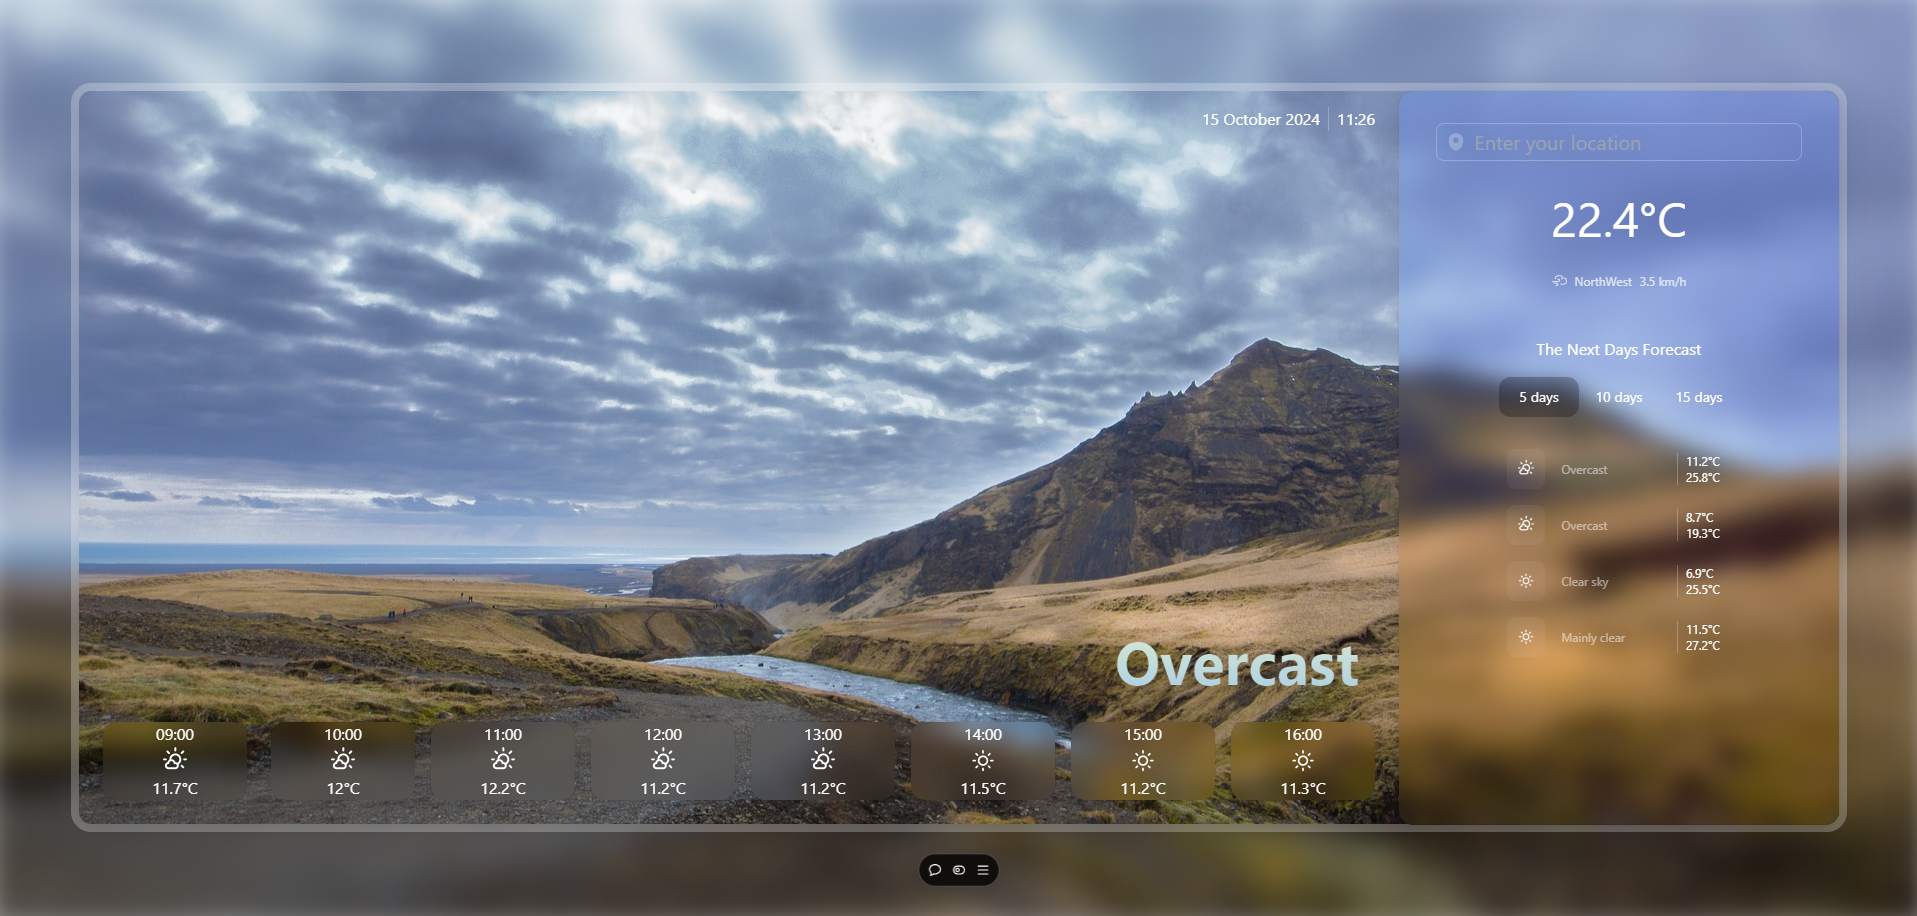 15 October 2024 11:26
Enter your location
22.4°C
NorthWest 3.5 km/h
The Next Days Forecast
5 days 10 days 15 days
Overcast
11.2°C
25.8°C
Overcast
8.7°C
19.3°C
Clear sky
6.9°C
25.5°C
Mainly clear
11.5°C
27.2°C
Overcast
09:00
11.7°C
10:00
12°C
11:00
12.2°C
12:00
11.2°C
13:00
11.2°C
14:00
11.5°C
15:00
11.2°C
16:00
11.3°C